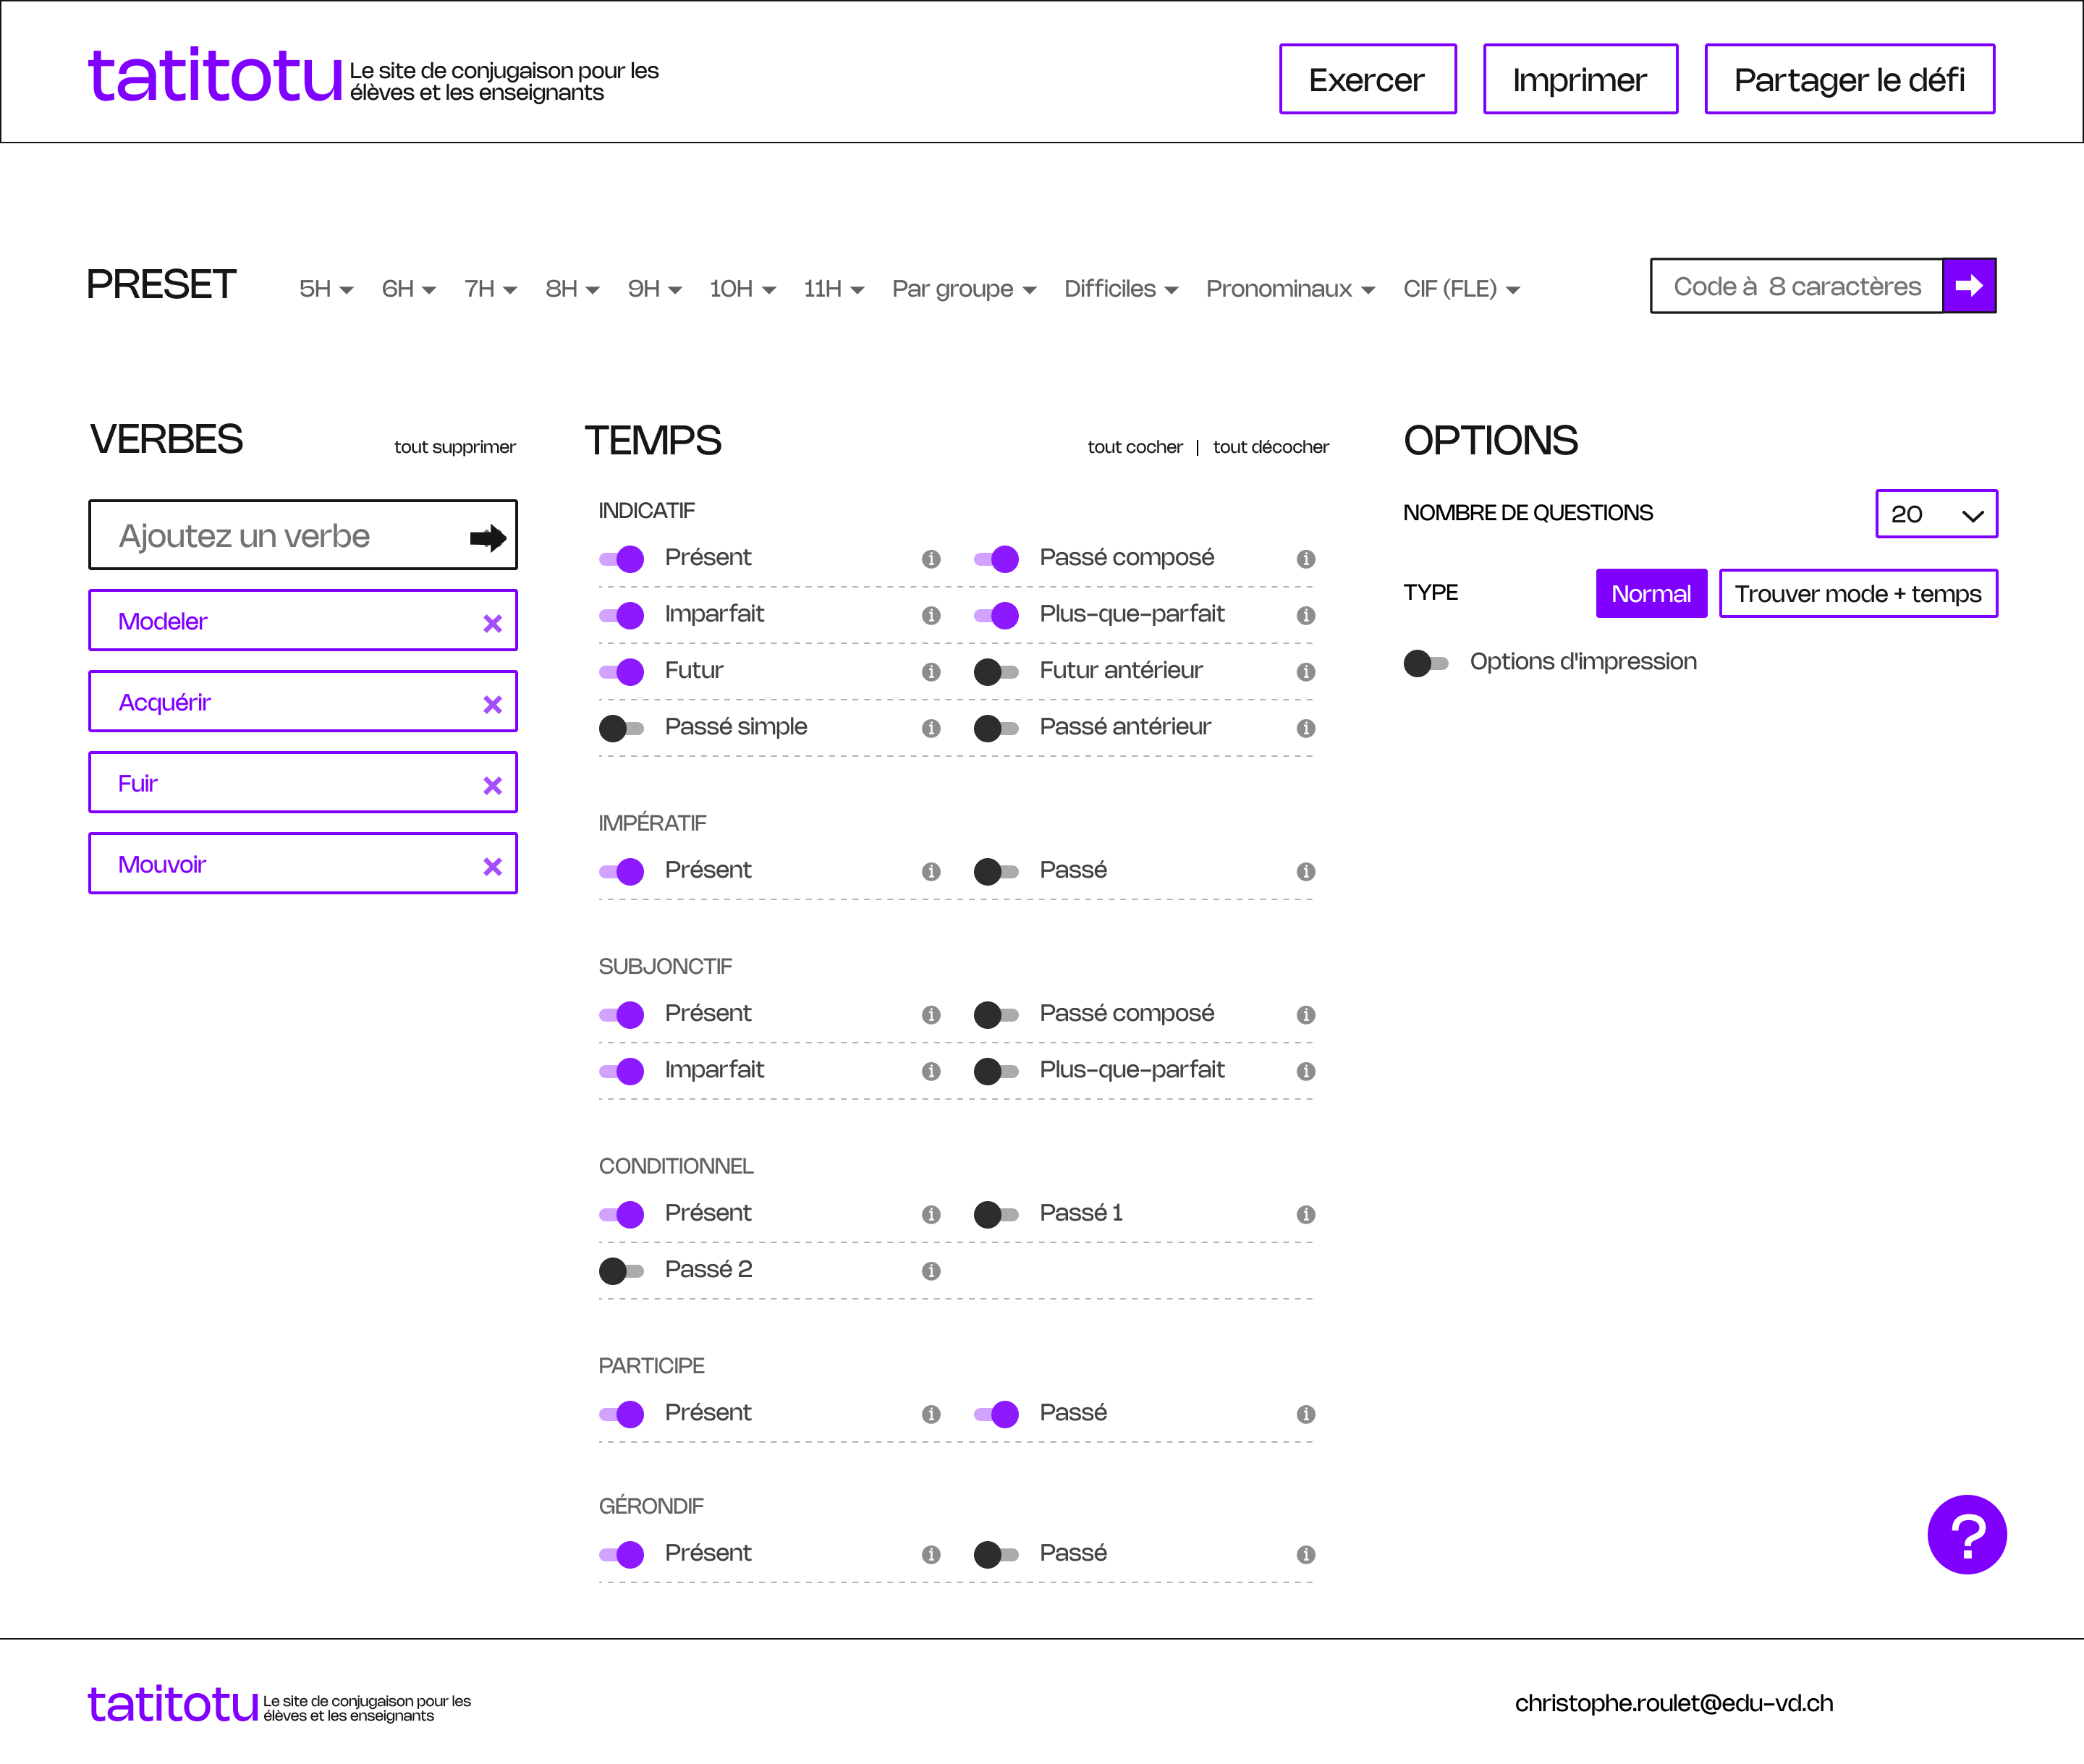 tatitotu
Le site de conjugaison pour les
élèves et les enseignants
Exercer
Imprimer
Partager le défi
PRESET
5H
6H
7H
8H
9H
10H
11H
Par groupe
Difficiles
Pronominaux
CIF (FLE)
Code à 8 caractères
VERBES
tout supprimer
Ajoutez un verbe
Modeler
Acquérir
Fuir
Mouvoir
TEMPS
tout cocher | tout décocher
INDICATIF
Présent
Passé composé
Imparfait
Plus-que-parfait
Futur
Futur antérieur
Passé simple
Passé antérieur
IMPÉRATIF
Présent
Passé
SUBJONCTIF
Présent
Passé composé
Imparfait
Plus-que-parfait
CONDITIONNEL
Présent
Passé 1
Passé 2
PARTICIPE
Présent
Passé
GÉRONDIF
Présent
Passé
OPTIONS
NOMBRE DE QUESTIONS
20
TYPE
Normal
Trouver mode + temps
Options d'impression
?
tatitotu
Le site de conjugaison pour les
élèves et les enseignants
christophe.roulet@edu-vd.ch